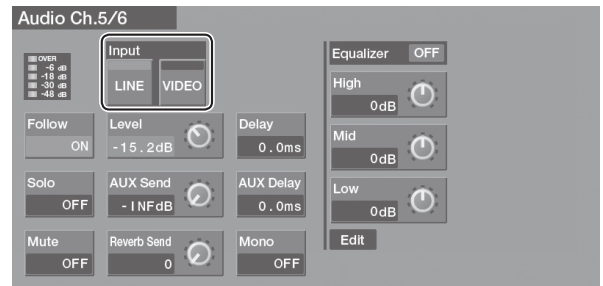 Audio Ch.5/6
OVER
-6 dB
-18 dB
-30 dB
-48 dB
Input
LINE VIDEO
Follow
ON
Level
-15.2dB
Delay
0.0ms
Solo
OFF
AUX Send
-INFdB
AUX Delay
0.0ms
Mute
OFF
Reverb Send
0
Mono
OFF
Equalizer OFF
High
0dB
Mid
0dB
Low
0dB
Edit